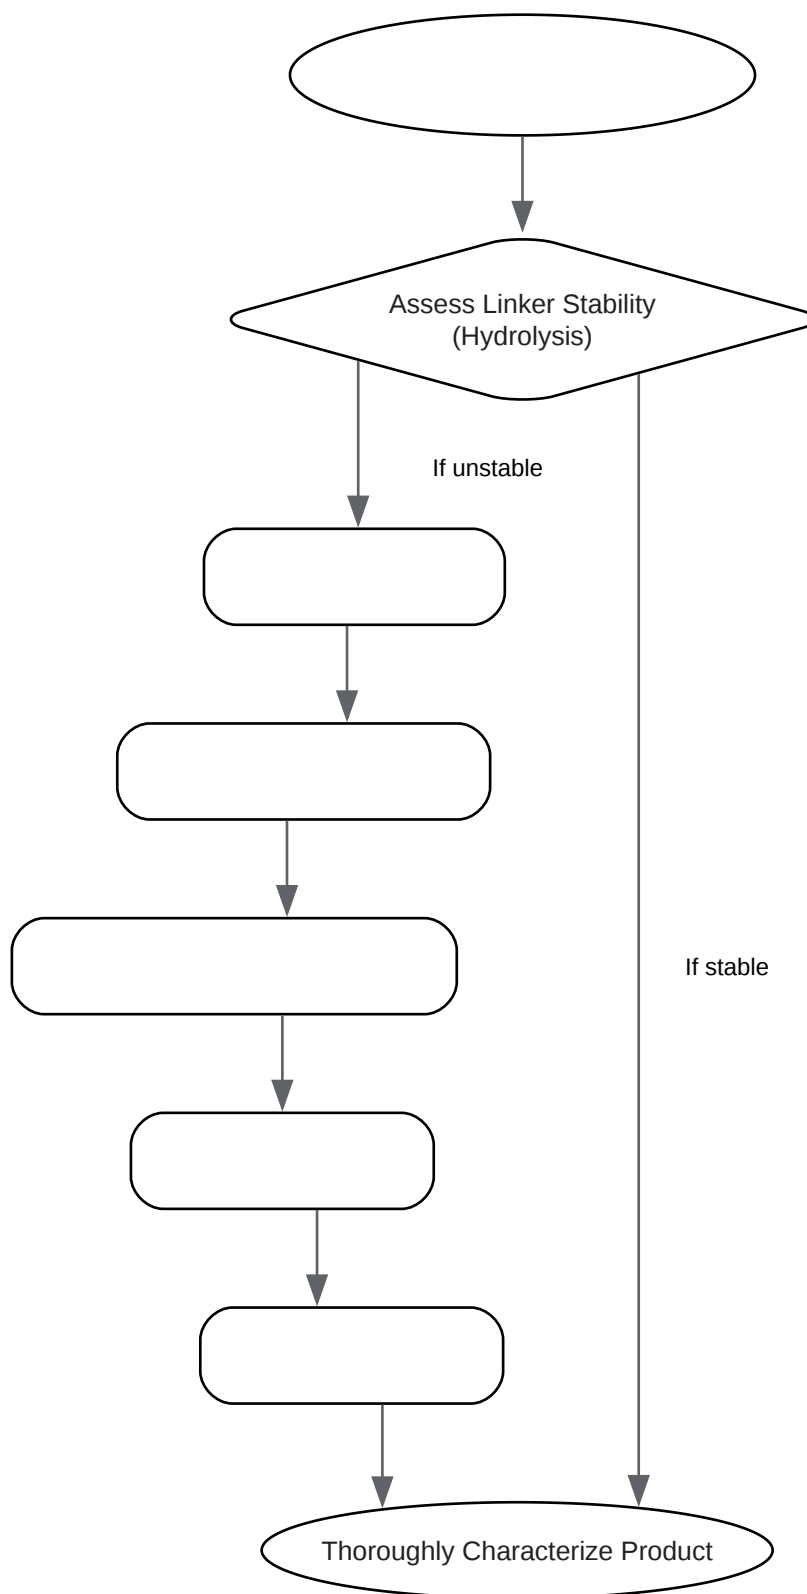 Assess Linker Stability
(Hydrolysis)
If unstable
If stable
Thoroughly Characterize Product